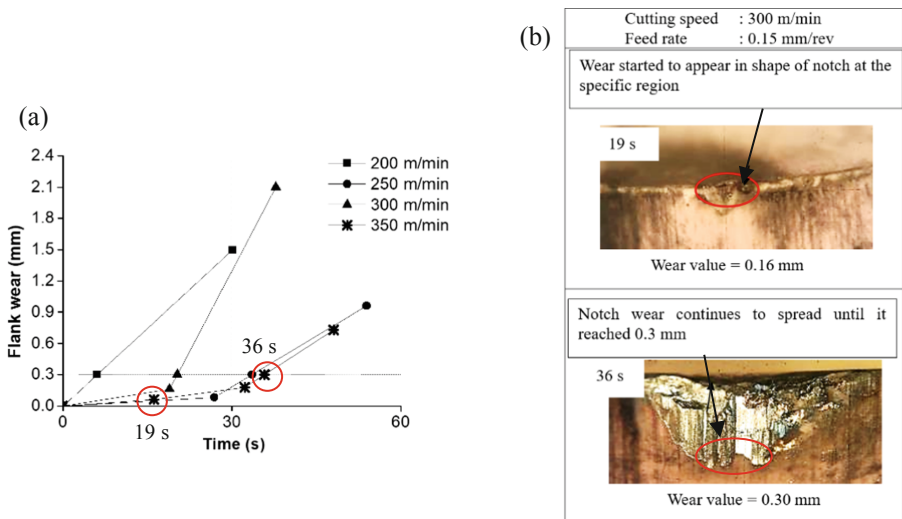 (a)
2.4
2.1
1.8
1.5
1.2
0.9
0.6
0.3
0.0
Flank wear (mm)
200 m/min
250 m/min
300 m/min
350 m/min
36 s
19 s
0
30
60
Time (s)
(b)
Cutting speed : 300 m/min
Feed rate : 0.15 mm/rev
Wear started to appear in shape of notch at the
specific region
19 s
Wear value = 0.16 mm
Notch wear continues to spread until it
reached 0.3 mm
36 s
Wear value = 0.30 mm